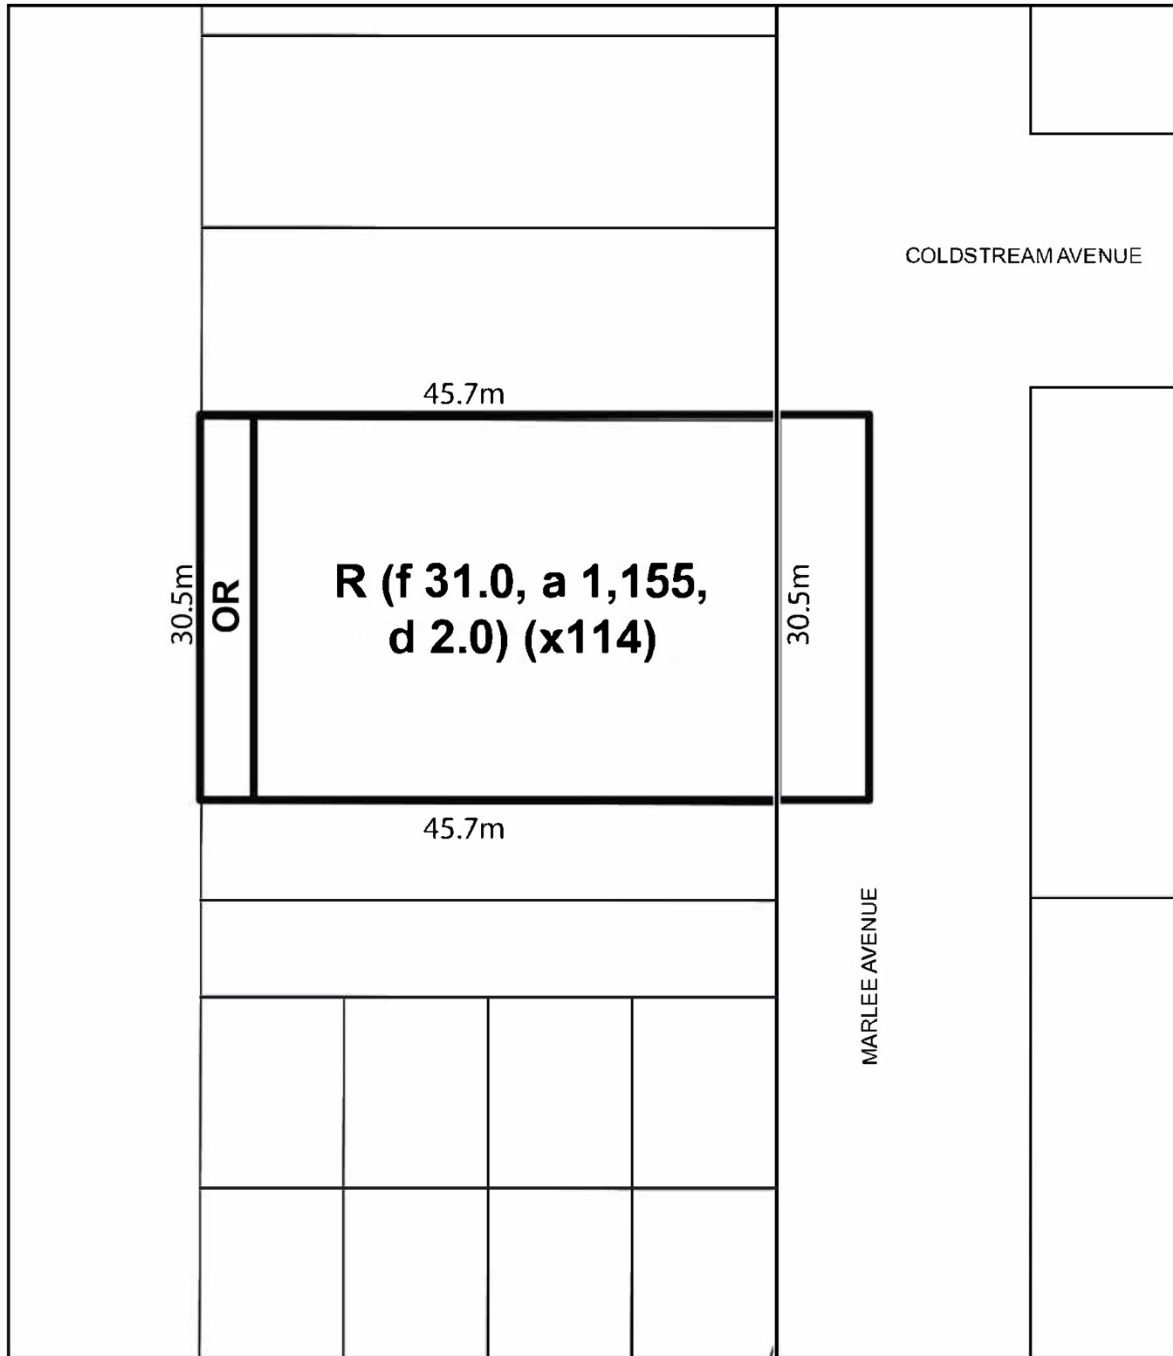 COLDSTREAM AVENUE
45.7m
30.5m
OR
R (f 31.0, a 1,155,
d 2.0) (x114)
30.5m
45.7m
MARLEE AVENUE